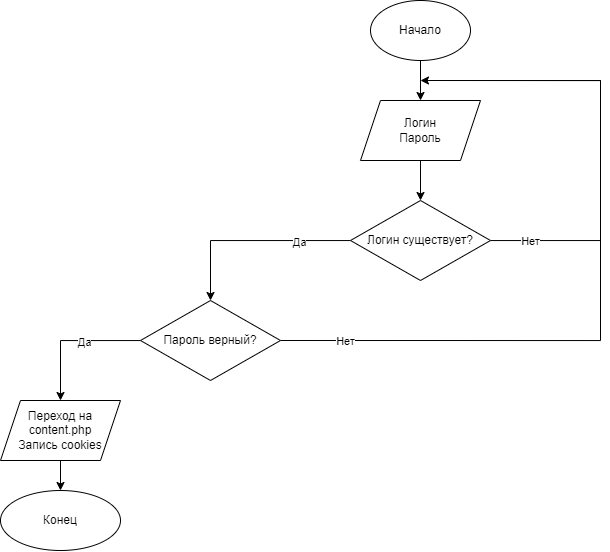 Начало
Логин
Пароль
Логин существует?
Да
Нет
Пароль верный?
Да
Нет
Переход на
content.php
Запись cookies
Конец